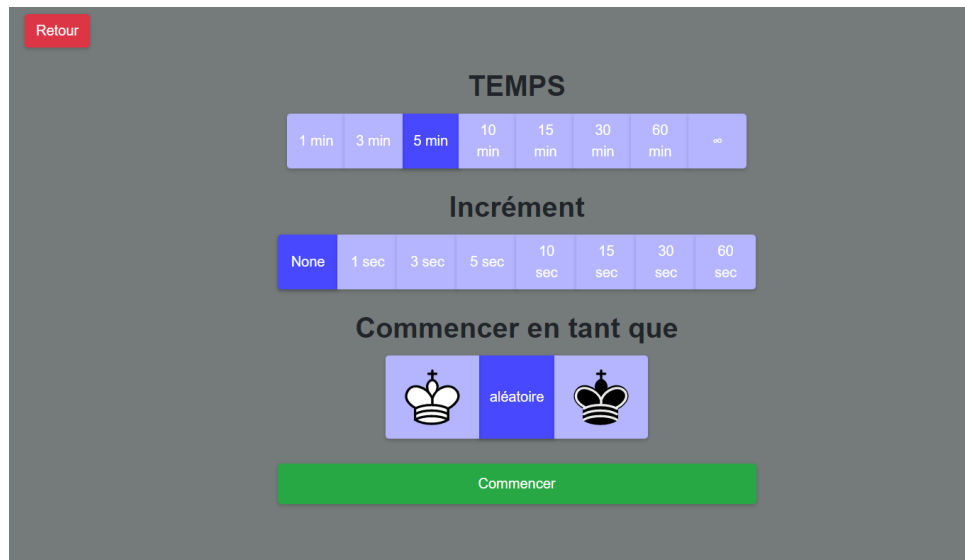 Retour
TEMPS
1 min 3 min 5 min 10 min 15 min 30 min 60 min ∞
Incrément
None 1 sec 3 sec 5 sec 10 sec 15 sec 30 sec 60 sec
Commencer en tant que
aléatoire
Commencer